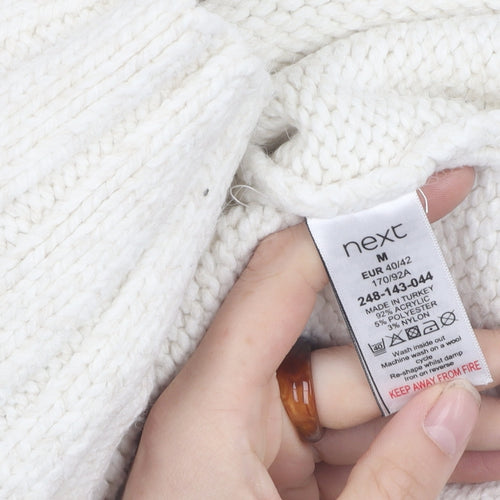 next
M
EUR 40/42
170/92A
248-143-044
MADE IN TURKEY
92% ACRYLIC
5% POLYESTER
3% NYLON
40
Wash inside out
Machine wash on a wool
cycle
Re-shape whilst damp
Iron on reverse
KEEP AWAY FROM FIRE